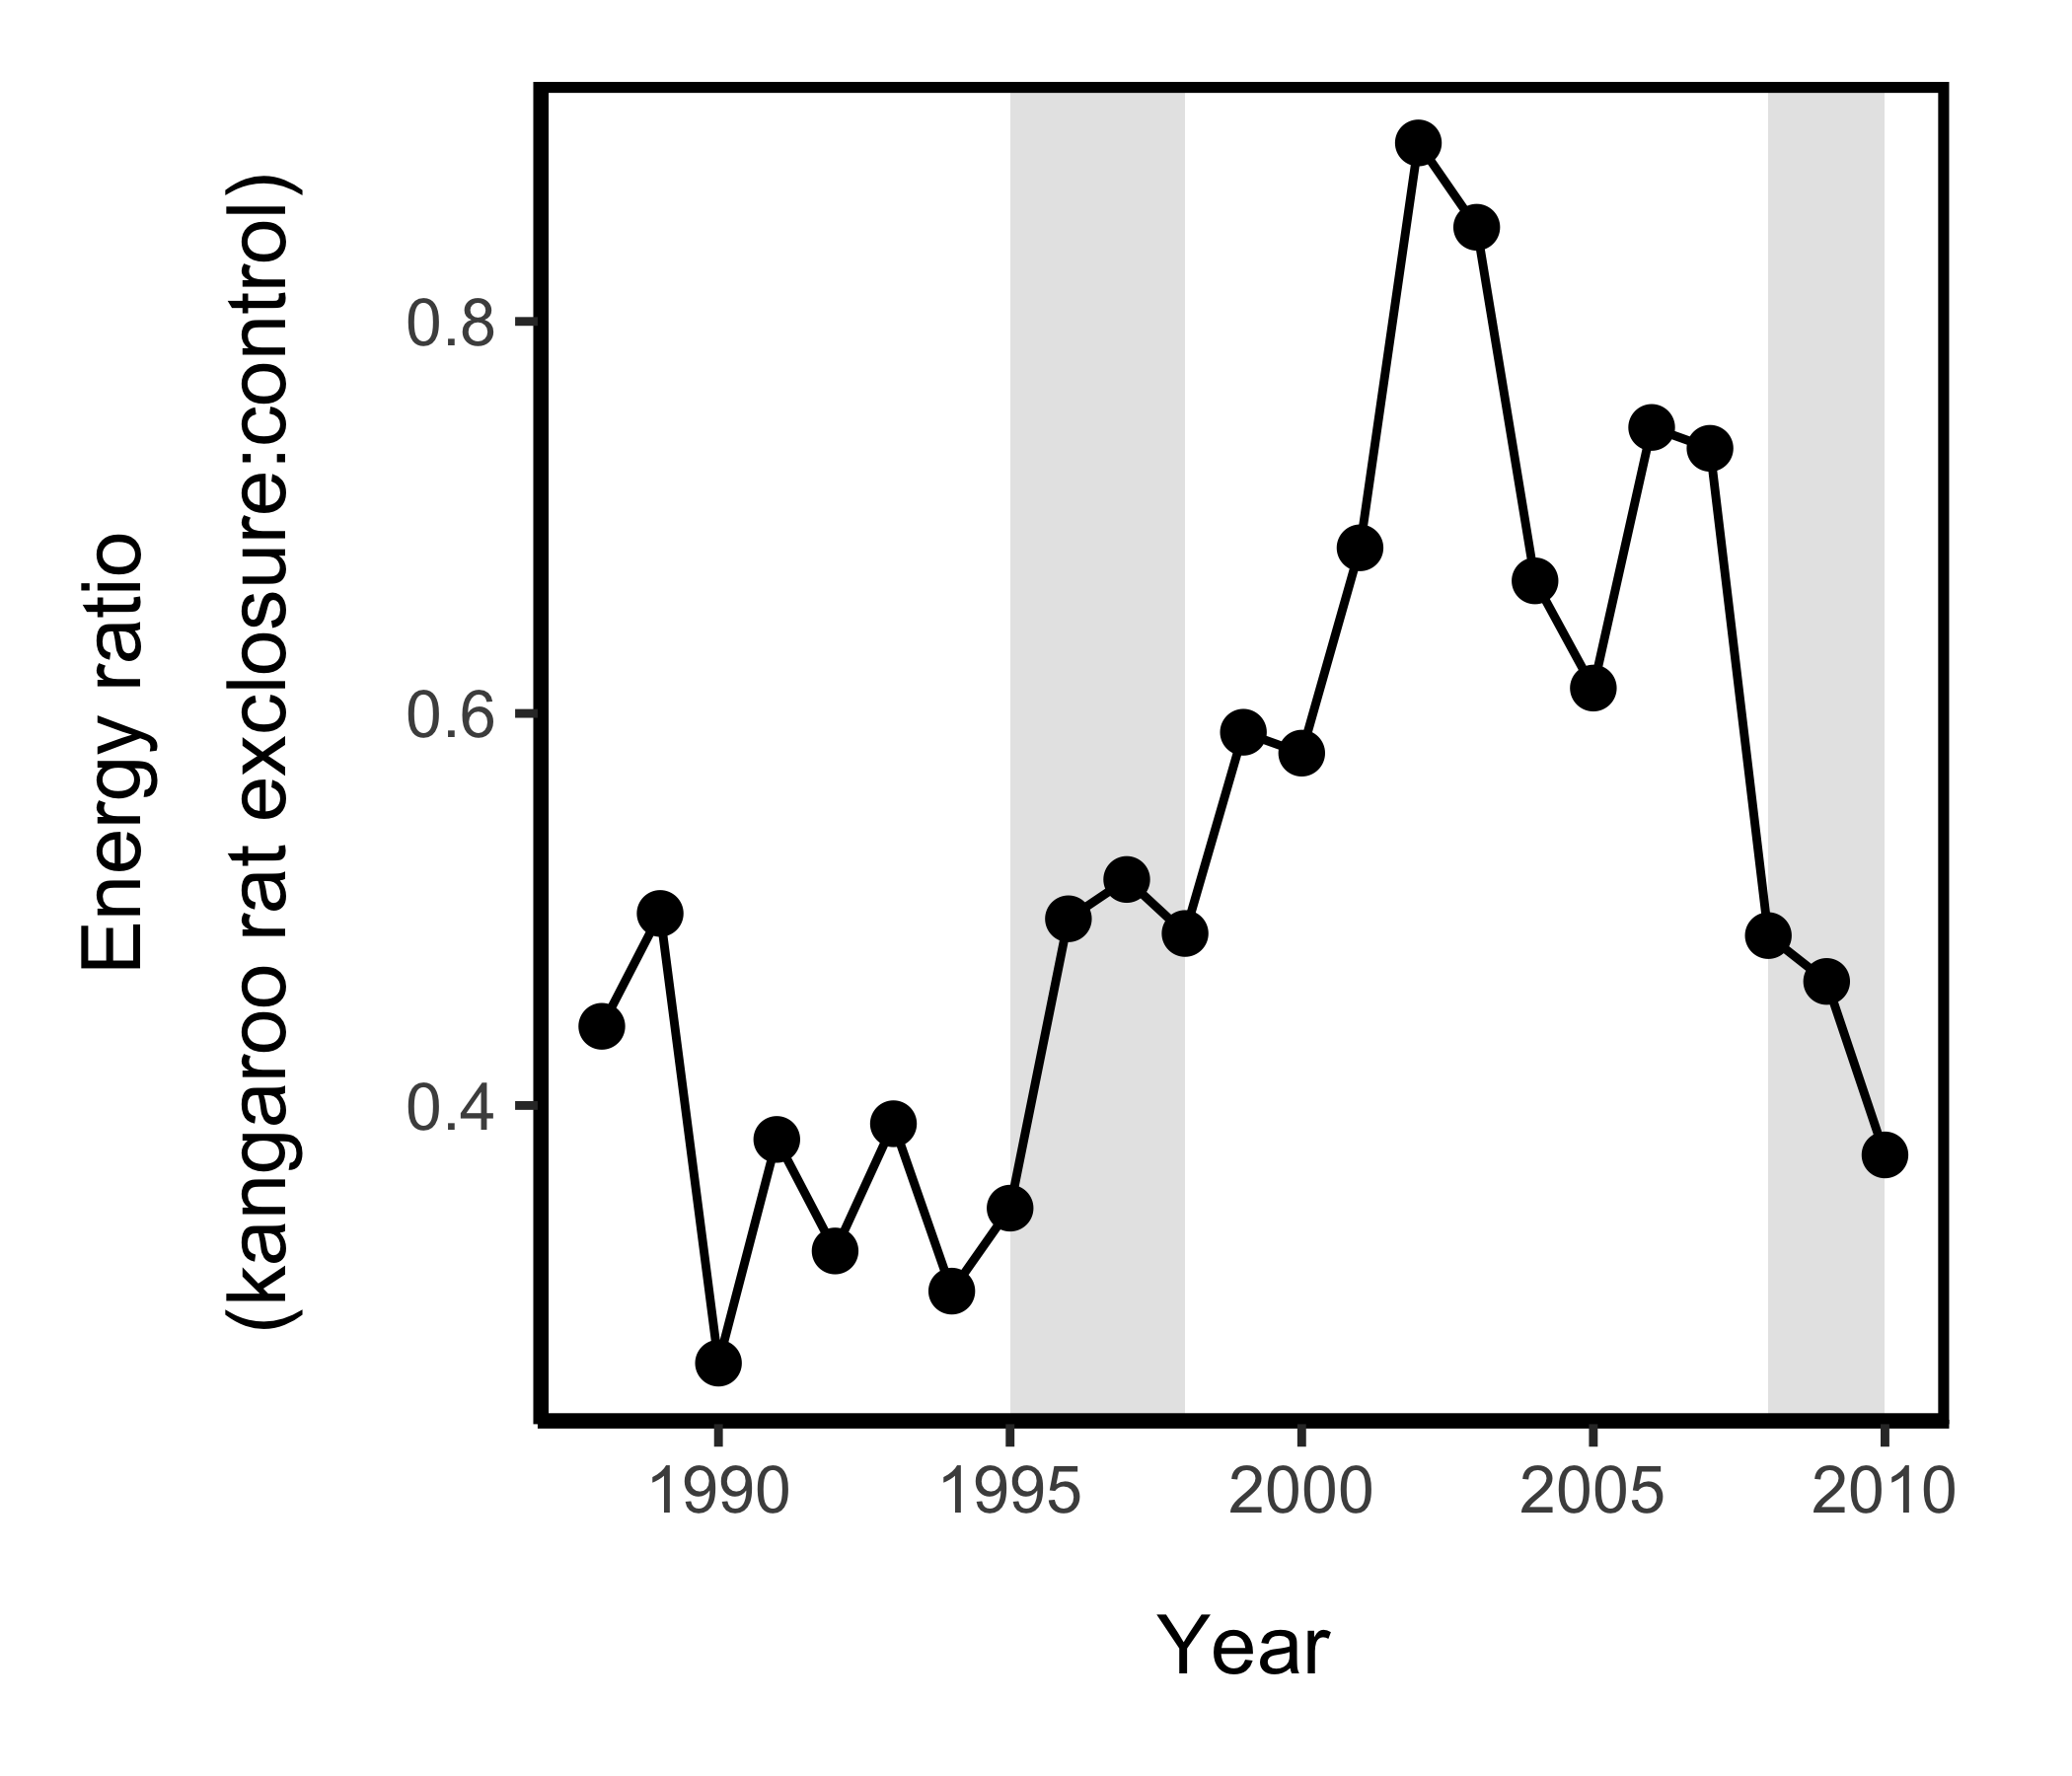 Energy ratio
(kangaroo rat exclosure:control)
0.8
0.6
0.4
1990 1995 2000 2005 2010
Year